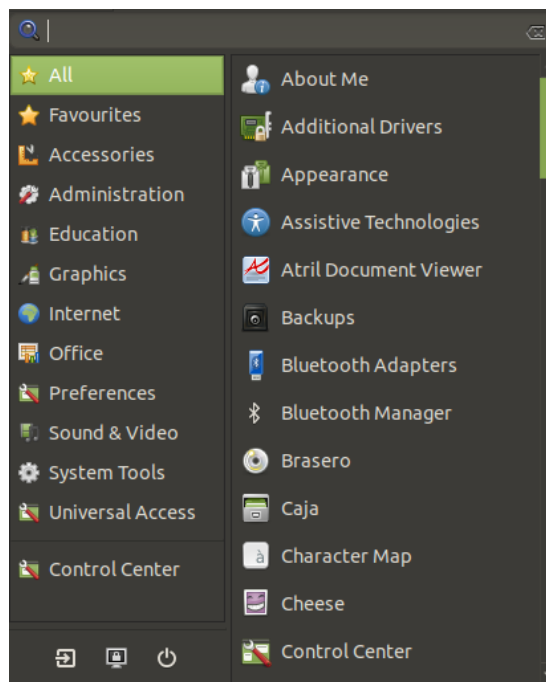 All
Favourites
Accessories
Administration
Education
Graphics
Internet
Office
Preferences
Sound & Video
System Tools
Universal Access
Control Center
About Me
Additional Drivers
Appearance
Assistive Technologies
Atril Document Viewer
Backups
Bluetooth Adapters
Bluetooth Manager
Brasero
Caja
à
Character Map
Cheese
Control Center